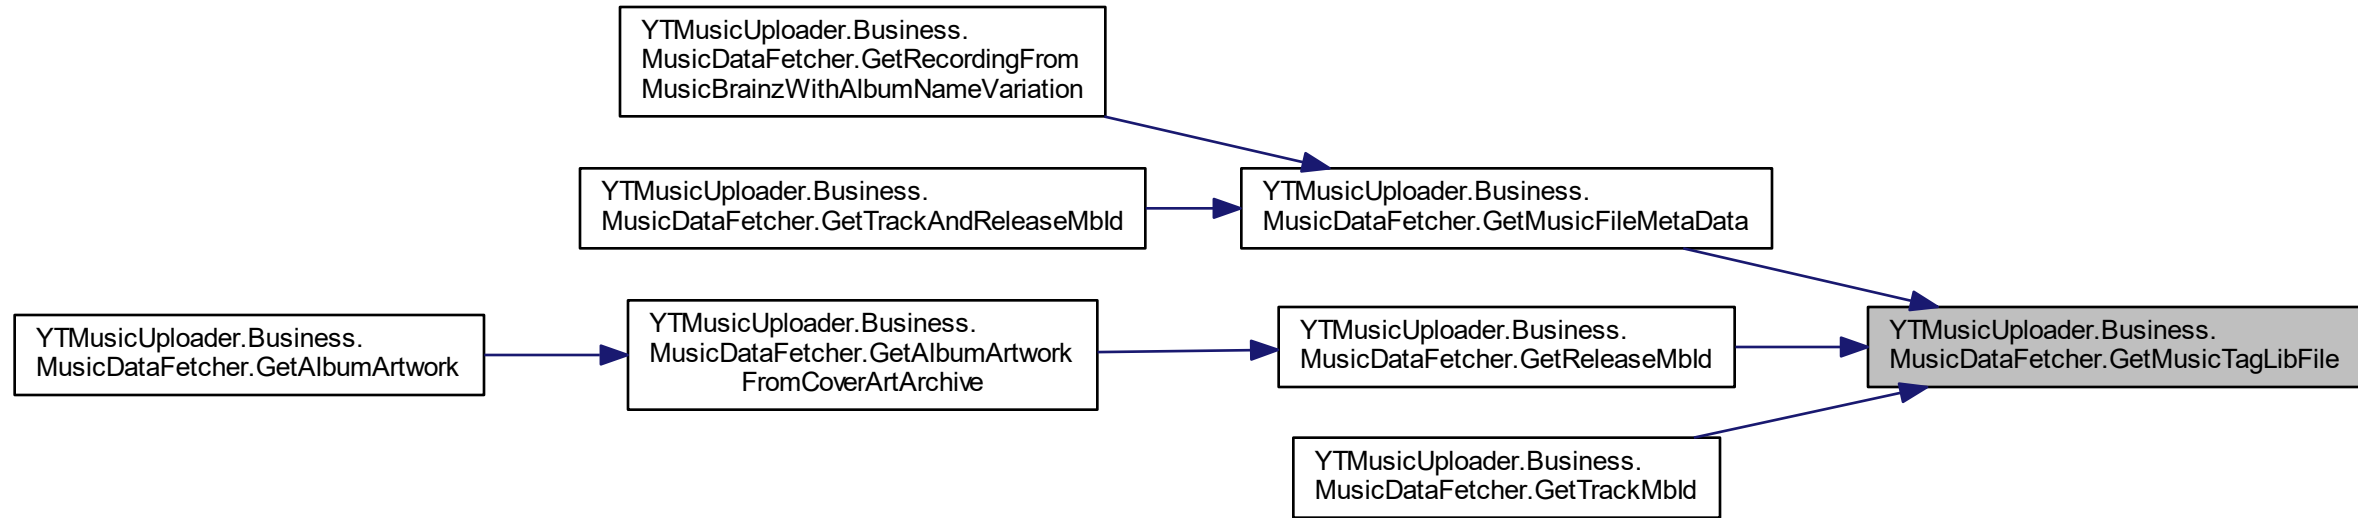 YTMusicUploader.Business.
MusicDataFetcher.GetRecordingFrom
MusicBrainzWithAlbumNameVariation
YTMusicUploader.Business.
MusicDataFetcher.GetTrackAndReleaseMbId
YTMusicUploader.Business.
MusicDataFetcher.GetMusicFileMetaData
YTMusicUploader.Business.
MusicDataFetcher.GetAlbumArtwork
YTMusicUploader.Business.
MusicDataFetcher.GetAlbumArtwork
FromCoverArtArchive
YTMusicUploader.Business.
MusicDataFetcher.GetReleaseMbId
YTMusicUploader.Business.
MusicDataFetcher.GetMusicTagLibFile
YTMusicUploader.Business.
MusicDataFetcher.GetTrackMbId